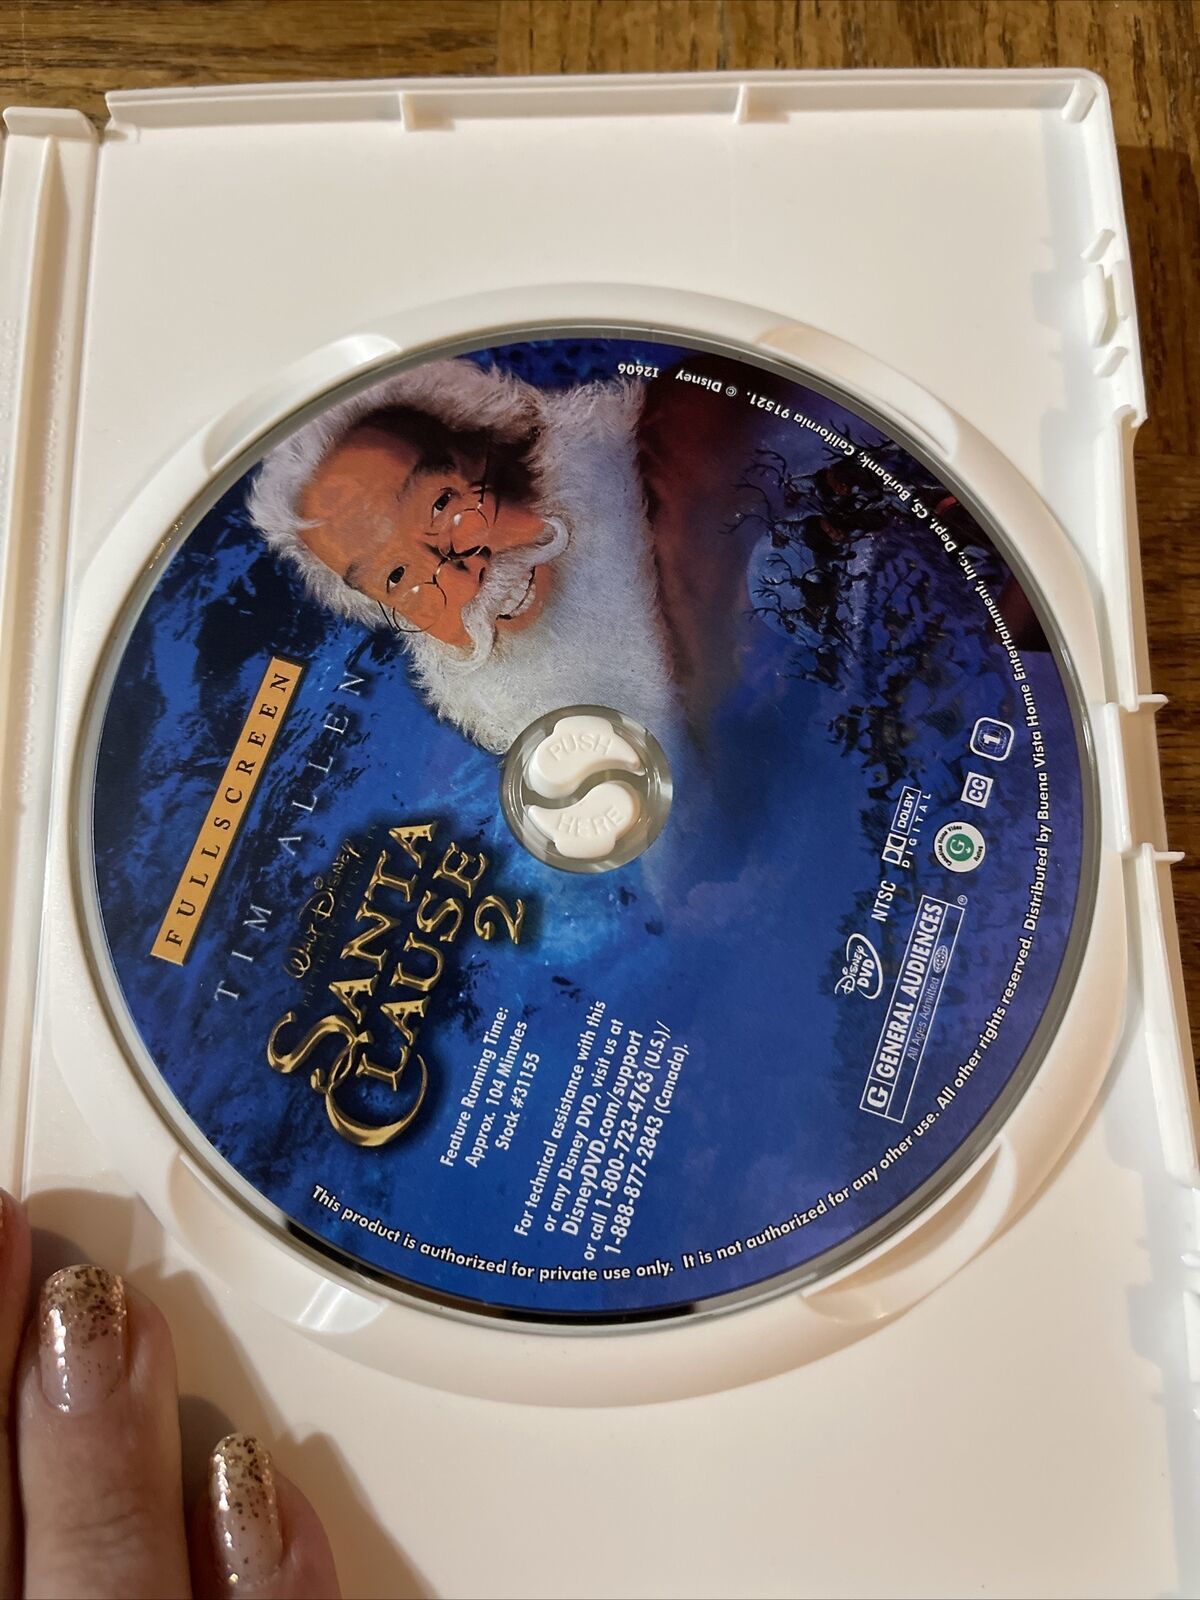 FULLSCREEN
TIM ALLEN
WALT DISNEY
SANTA
CLAUSE
2
Feature Running Time:
Approx. 104 Minutes
Stock #31155
For technical assistance with this
or any Disney DVD, visit us at
DisneyDVD.com/support
or call 1-800-723-4763 (U.S.)/
1-888-877-2843 (Canada).
PUSH
HERE
DISNEY
DVD
NTSC
DOLBY
DIGITAL
G
CC
1
G GENERAL AUDIENCES ®
All Ages Admitted
This product is authorized for private use only. It is not authorized for any other use. All other rights reserved. Distributed by Buena Vista Home Entertainment, Inc., Dept. CS, Burbank, California 91521. © Disney I2606